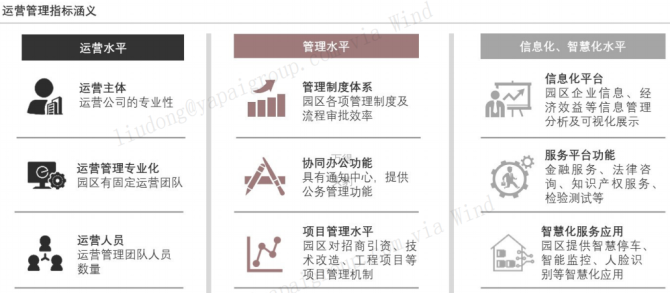 运营管理指标涵义
运营水平
运营主体
运营公司的专业性
运营管理专业化
园区有固定运营团队
运营人员
运营管理团队人员
数量
管理水平
管理制度体系
园区各项管理制度及
流程审批效率
协同办公功能
具有通知中心，提供
公务管理功能
项目管理水平
园区对招商引资、技
术改造、工程项目等
项目管理机制
信息化、智慧化水平
信息化平台
园区企业信息、经
济效益等信息管理
分析及可视化展示
服务平台功能
金融服务、法律咨
询、知识产权服务、
检验测试等
智慧化服务应用
园区提供智慧停车、
智能监控、人脸识
别等智慧化应用
liudong@yapaigroup.com via Wind